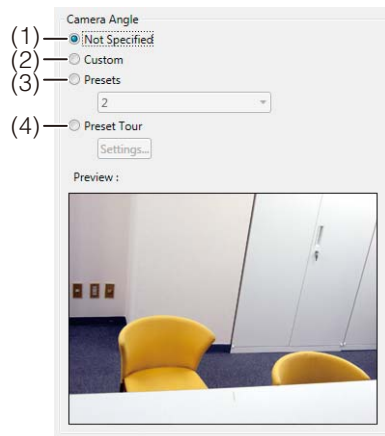 Camera Angle
(1) Not Specified
(2) Custom
(3) Presets
2
(4) Preset Tour
Settings...
Preview :